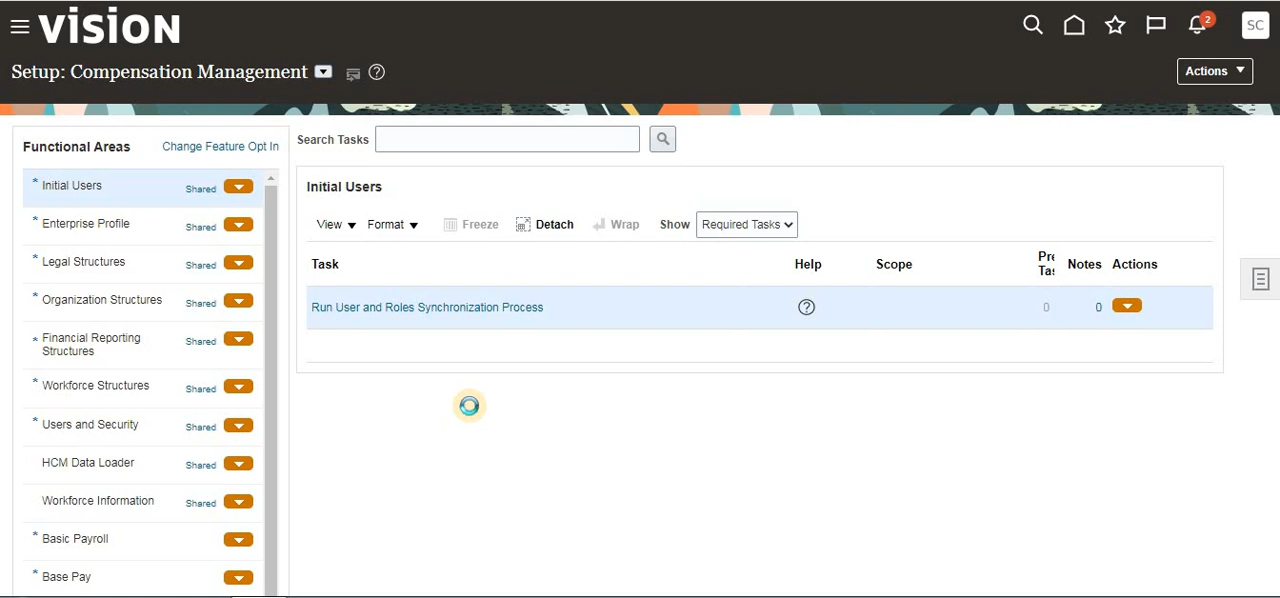 VISION
2
SC
Setup: Compensation Management
Actions
Functional Areas
Change Feature Opt In
Search Tasks
* Initial Users Shared
* Enterprise Profile Shared
* Legal Structures Shared
* Organization Structures Shared
* Financial Reporting
Structures Shared
* Workforce Structures Shared
* Users and Security Shared
HCM Data Loader Shared
Workforce Information Shared
* Basic Payroll
* Base Pay
Initial Users
View Format Freeze Detach Wrap Show Required Tasks
Task Help Scope Pre
Tas Notes Actions
Run User and Roles Synchronization Process 0 0